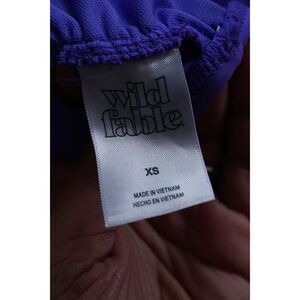 wild
fable.
XS
MADE IN VIETNAM
HECHO EN VIETNAM